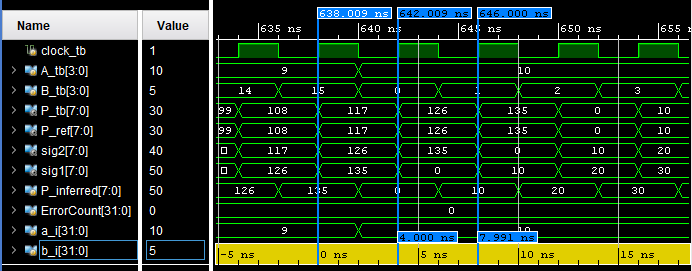 638.009 ns 642.009 ns 646.000 ns
Name Value 635 640 645 650 655
clock_tb 1
A_tb[3:0] 10 9 10
B_tb[3:0] 5 14 15 0 1 2 3
P_tb[7:0] 30 99 108 117 126 135 0 10
P_ref[7:0] 30 99 108 117 126 135 0 10
sig2[7:0] 40 117 126 135 0 10 20
sig1[7:0] 50 126 135 0 10 20 30
P_inferred[7:0] 50 126 135 0 10 20 30
ErrorCount[31:0] 0 0
a_i[31:0] 10 9 10
b_i[31:0] 5 4.000 ns 7.991 ns
-5 ns 0 ns 5 ns 10 ns 15 ns